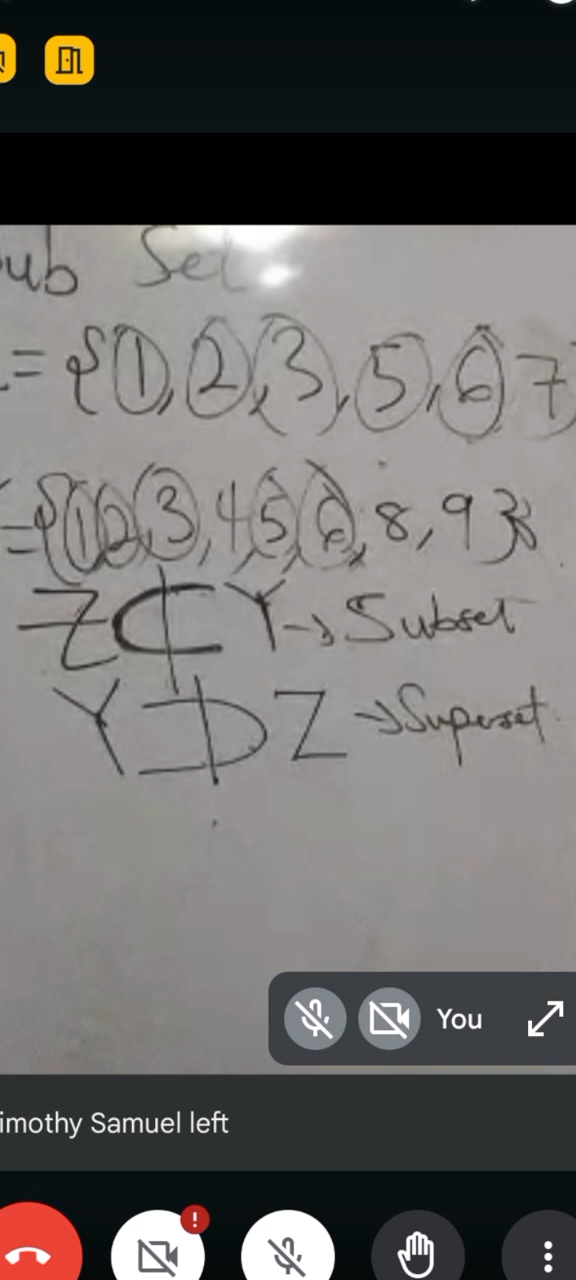 ub Set
= {1, 2, 3, 5, 6, 7
= {1, 2, 3, 4, 5, 6, 8, 9}
Z ⊄ Y → Subset
Y ⊅ Z → Superset
You
imothy Samuel left